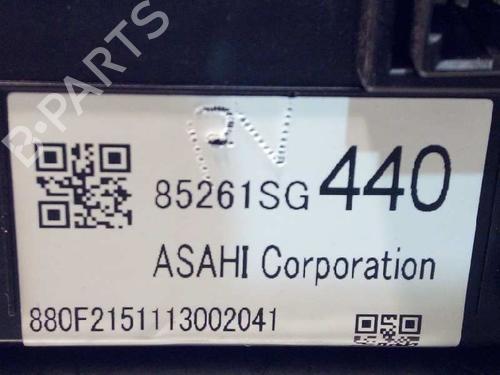 B-PARTS
85261SG 440
ASAHI Corporation
880F2151113002041